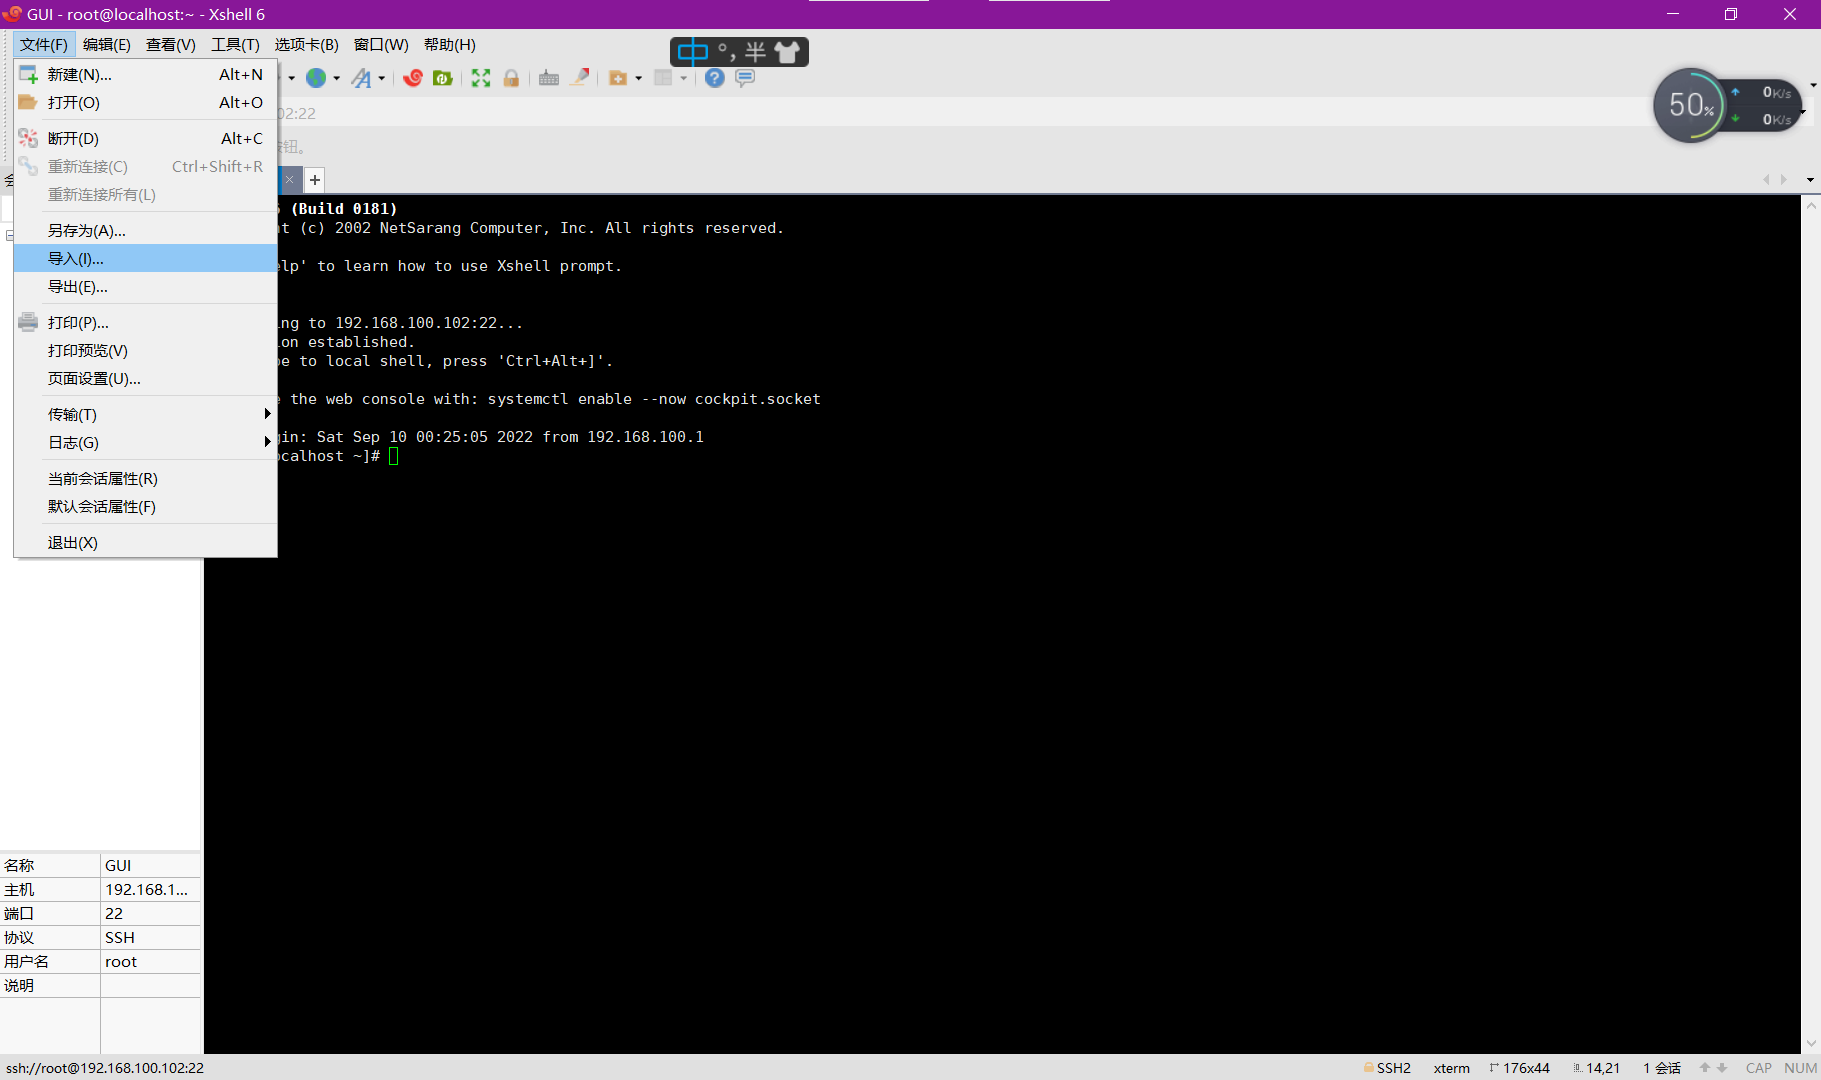 GUI - root@localhost:~ - Xshell 6
文件(F) 编辑(E) 查看(V) 工具(T) 选项卡(B) 窗口(W) 帮助(H)
中 °, 半
新建(N)... Alt+N
打开(O) Alt+O
断开(D) Alt+C
重新连接(C) Ctrl+Shift+R
重新连接所有(L)
另存为(A)...
导入(I)...
导出(E)...
打印(P)...
打印预览(V)
页面设置(U)...
传输(T)
日志(G)
当前会话属性(R)
默认会话属性(F)
退出(X)
02:22
钮。
50%
0K/s
0K/s
(Build 0181)
t (c) 2002 NetSarang Computer, Inc. All rights reserved.
lp' to learn how to use Xshell prompt.
ng to 192.168.100.102:22...
on established.
e to local shell, press 'Ctrl+Alt+]'.
the web console with: systemctl enable --now cockpit.socket
gin: Sat Sep 10 00:25:05 2022 from 192.168.100.1
calhost ~]#
名称 GUI
主机 192.168.1...
端口 22
协议 SSH
用户名 root
说明
ssh://root@192.168.100.102:22
SSH2 xterm 176x44 14,21 1 会话 CAP NUM